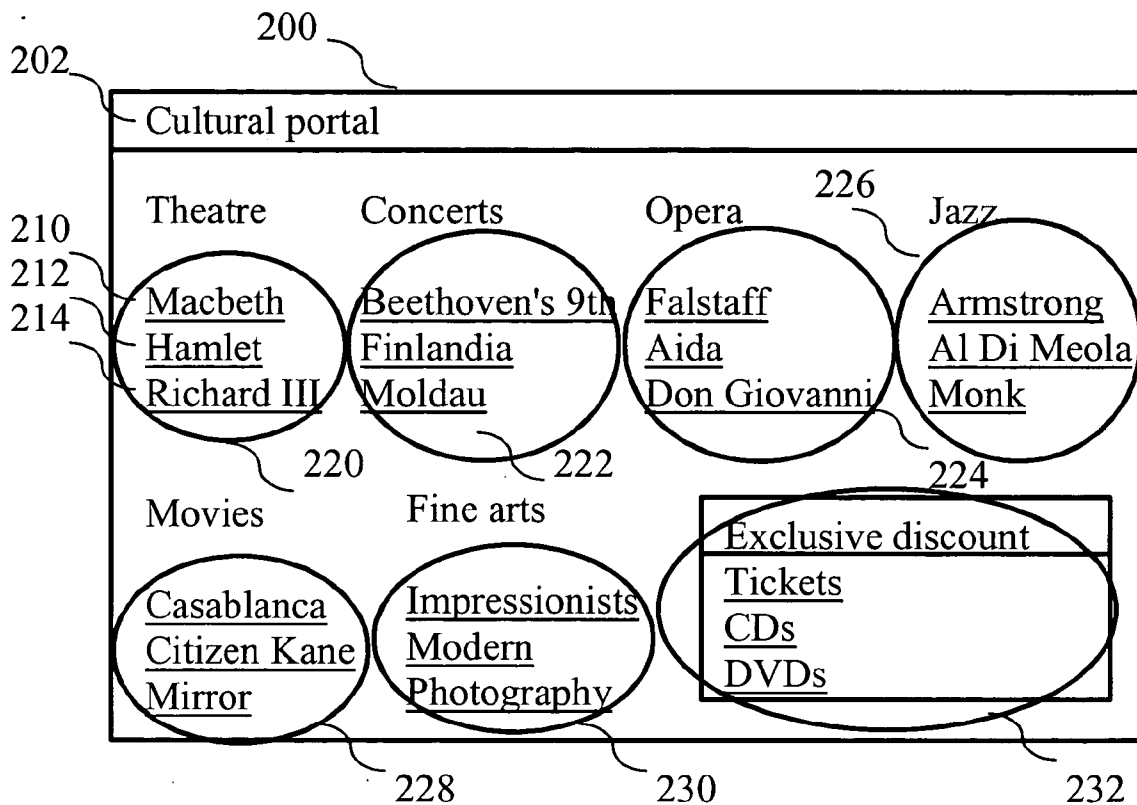 200
202
Cultural portal
226
Theatre Concerts Opera Jazz
210
212
214
Macbeth Beethoven's 9th Falstaff Armstrong
Hamlet Finlandia Aida Al Di Meola
Richard III Moldau Don Giovanni Monk
220 222 224
Movies Fine arts
Exclusive discount
Casablanca Impressionists Tickets
Citizen Kane Modern CDs
Mirror Photography DVDs
228 230 232